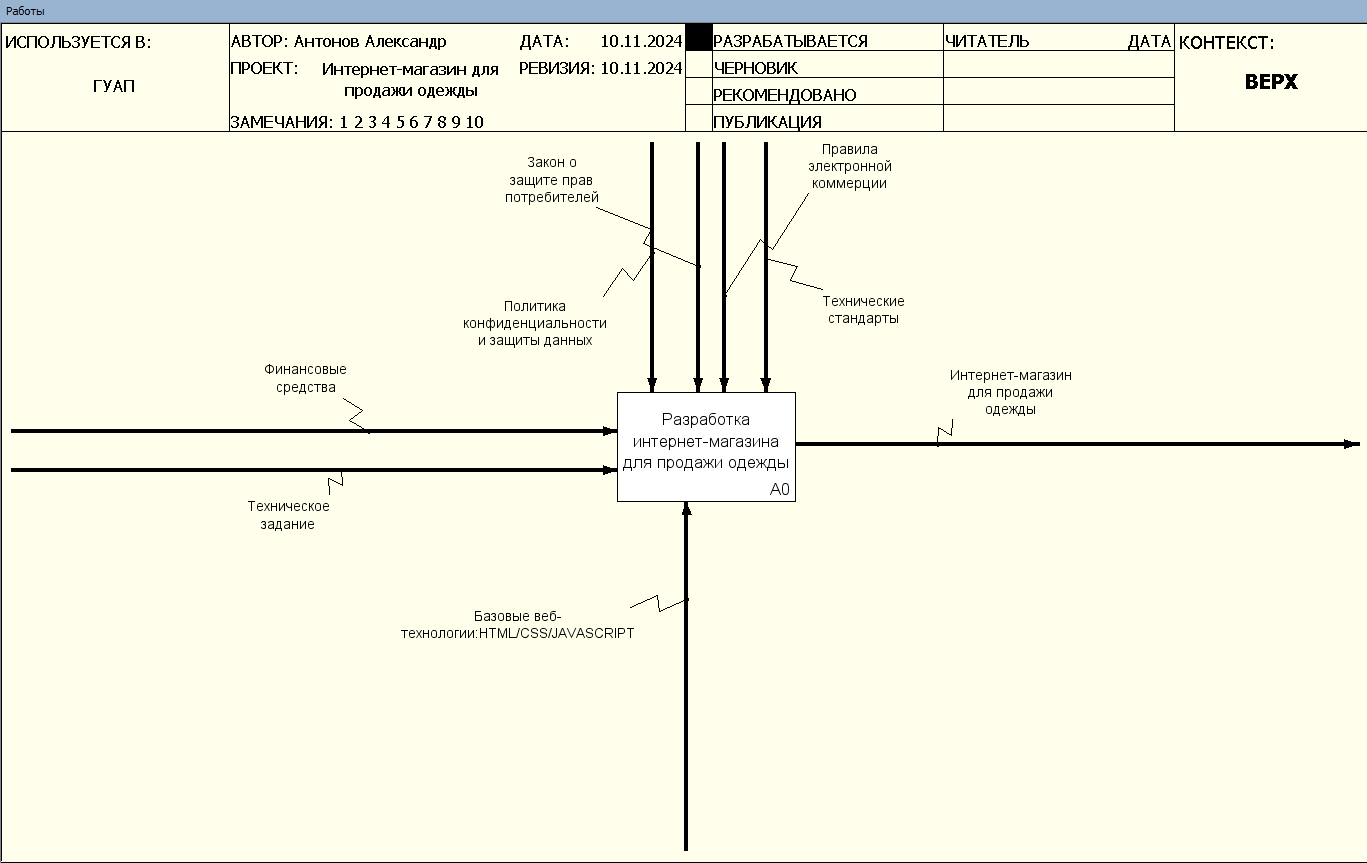 Работы
ИСПОЛЬЗУЕТСЯ В:
ГУАП
АВТОР: Антонов Александр
ДАТА: 10.11.2024
ПРОЕКТ: Интернет-магазин для
продажи одежды
РЕВИЗИЯ: 10.11.2024
ЗАМЕЧАНИЯ: 1 2 3 4 5 6 7 8 9 10
РАЗРАБАТЫВАЕТСЯ
ЧЕРНОВИК
РЕКОМЕНДОВАНО
ПУБЛИКАЦИЯ
ЧИТАТЕЛЬ ДАТА
КОНТЕКСТ:
ВЕРХ
Закон о
защите прав
потребителей
Правила
электронной
коммерции
Политика
конфиденциальности
и защиты данных
Технические
стандарты
Финансовые
средства
Интернет-магазин
для продажи
одежды
Разработка
интернет-магазина
для продажи одежды
A0
Техническое
задание
Базовые веб-
технологии:HTML/CSS/JAVASCRIPT